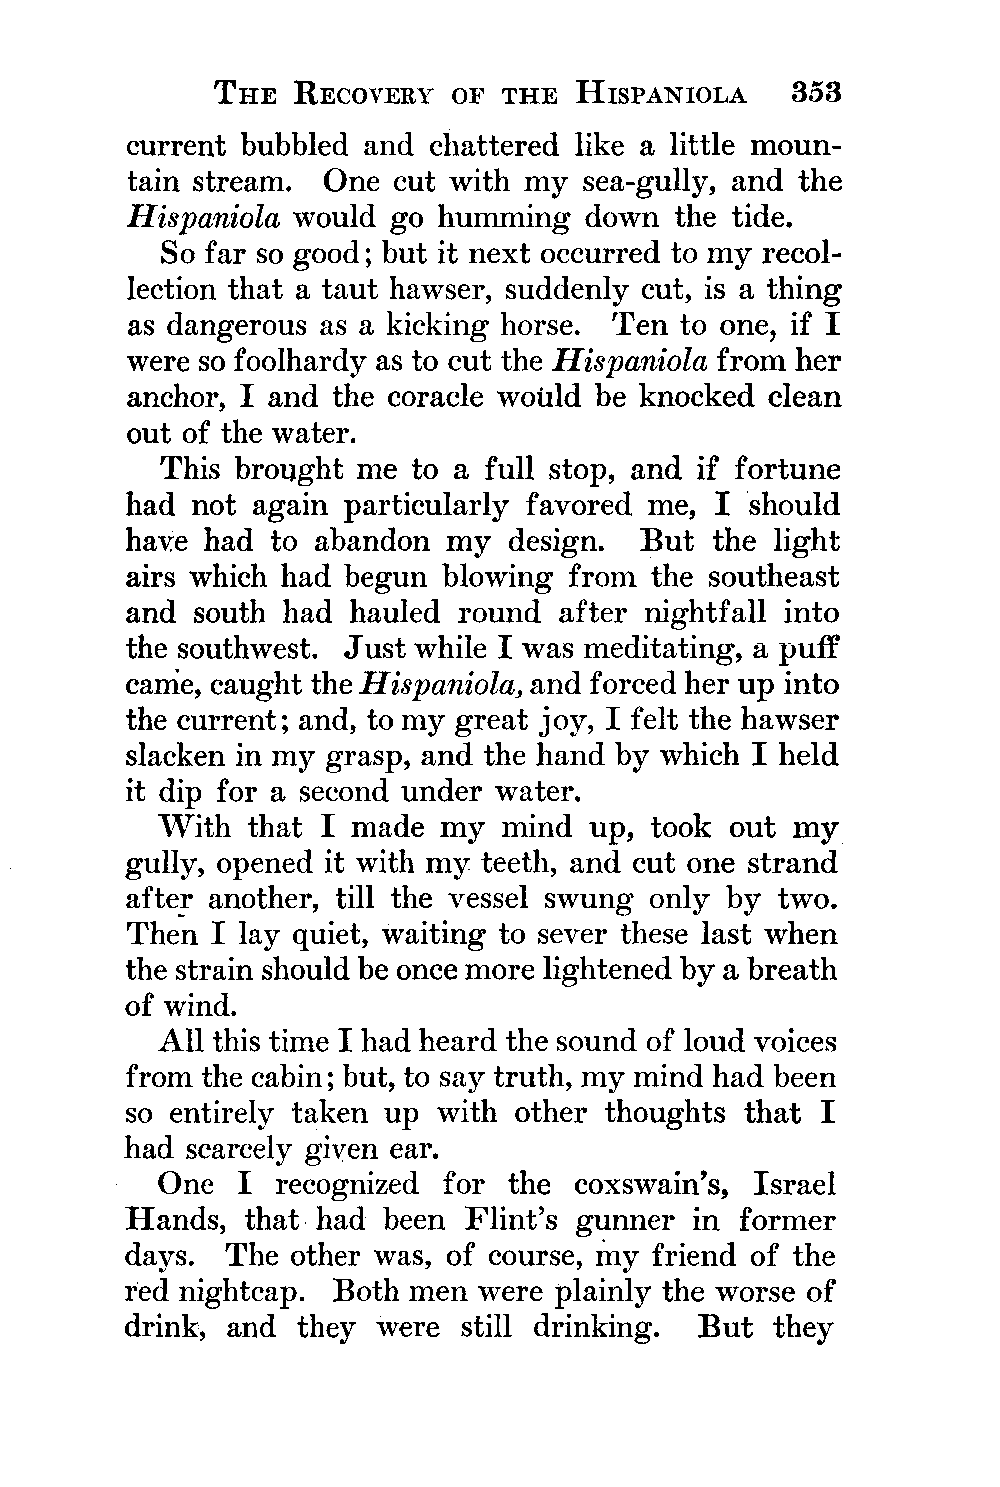 THE RECOVERY OF THE HISPANIOLA 353
current bubbled and chattered like a little moun-
tain stream. One cut with my sea-gully, and the
Hispaniola would go humming down the tide.
So far so good; but it next occurred to my recol-
lection that a taut hawser, suddenly cut, is a thing
as dangerous as a kicking horse. Ten to one, if I
were so foolhardy as to cut the Hispaniola from her
anchor, I and the coracle would be knocked clean
out of the water.
This brought me to a full stop, and if fortune
had not again particularly favored me, I should
have had to abandon my design. But the light
airs which had begun blowing from the southeast
and south had hauled round after nightfall into
the southwest. Just while I was meditating, a puff
came, caught the Hispaniola, and forced her up into
the current; and, to my great joy, I felt the hawser
slacken in my grasp, and the hand by which I held
it dip for a second under water.
With that I made my mind up, took out my
gully, opened it with my teeth, and cut one strand
after another, till the vessel swung only by two.
Then I lay quiet, waiting to sever these last when
the strain should be once more lightened by a breath
of wind.
All this time I had heard the sound of loud voices
from the cabin; but, to say truth, my mind had been
so entirely taken up with other thoughts that I
had scarcely given ear.
One I recognized for the coxswain's, Israel
Hands, that had been Flint's gunner in former
days. The other was, of course, my friend of the
red nightcap. Both men were plainly the worse of
drink, and they were still drinking. But they